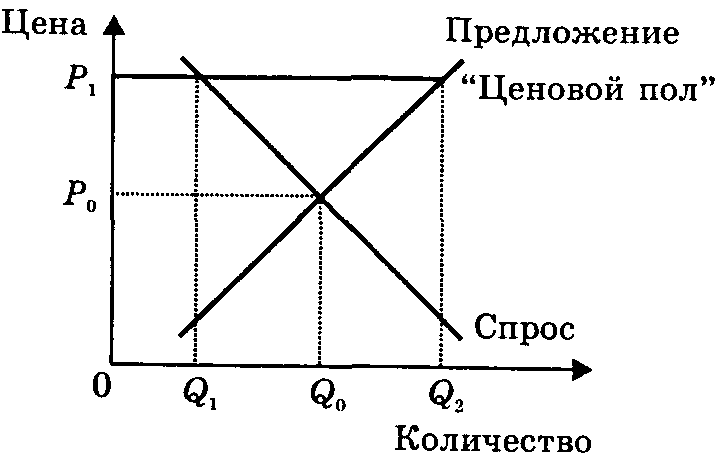 Цена
Предложение
P₁
“Ценовой пол”
P₀
Спрос
0
Q₁
Q₀
Q₂
Количество